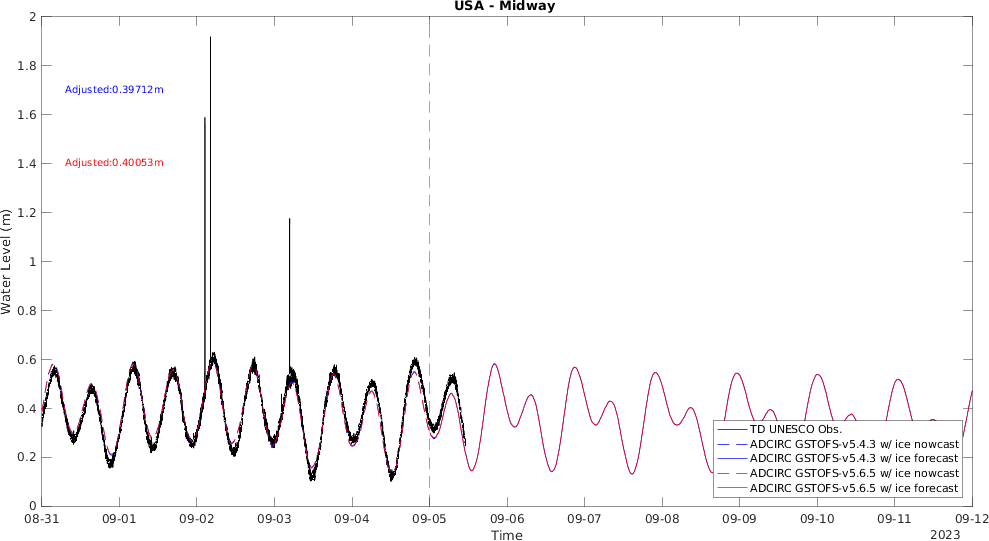 USA - Midway
2
1.8
1.6
1.4
1.2
1
0.8
0.6
0.4
0.2
0
Water Level (m)
Adjusted:0.39712m
Adjusted:0.40053m
TD UNESCO Obs.
ADCIRC GSTOFS-v5.4.3 w/ ice nowcast
ADCIRC GSTOFS-v5.4.3 w/ ice forecast
ADCIRC GSTOFS-v5.6.5 w/ ice nowcast
ADCIRC GSTOFS-v5.6.5 w/ ice forecast
08-31 09-01 09-02 09-03 09-04 09-05 09-06 09-07 09-08 09-09 09-10 09-11 09-12
Time
2023